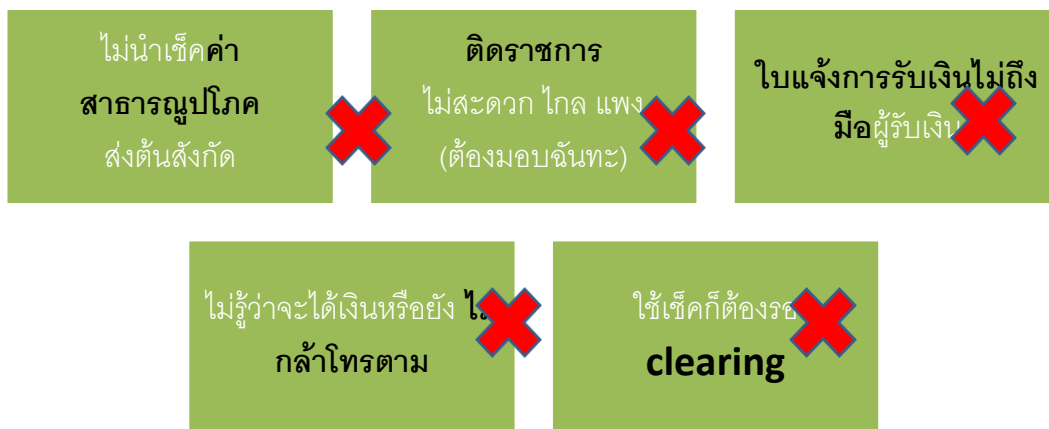 ไม่นำเช็คค่า
สาธารณูปโภค
ส่งต้นสังกัด
ติดราชการ
ไม่สะดวก ไกล แพง
(ต้องมอบฉันทะ)
ใบแจ้งการรับเงินไม่ถึง
มือผู้รับเงิน
ไม่รู้ว่าจะได้เงินหรือยัง
กล้าโทรตาม
ใช้เช็คก็ต้องรอ
clearing